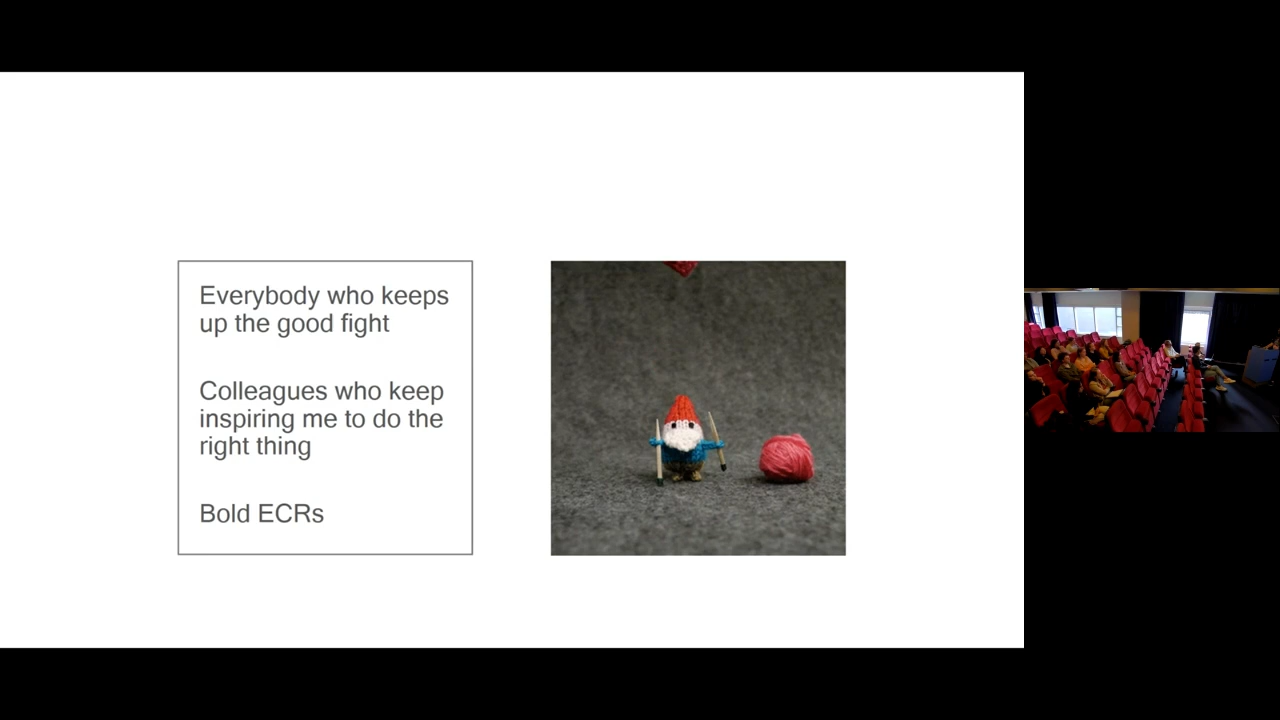 Everybody who keeps
up the good fight
Colleagues who keep
inspiring me to do the
right thing
Bold ECRs